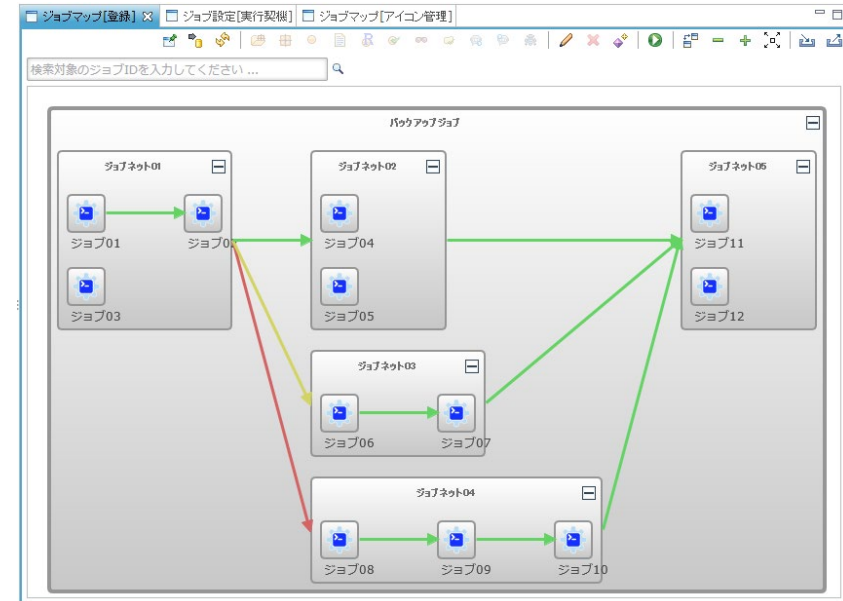 ジョブマップ[登録]
ジョブ設定[実行契機]
ジョブマップ[アイコン管理]
検索対象のジョブIDを入力してください ...
バックアップジョブ
ジョブネット01
ジョブネット02
ジョブネット05
ジョブ01
ジョブ02
ジョブ04
ジョブ11
ジョブ03
ジョブ05
ジョブ12
ジョブネット03
ジョブ06
ジョブ07
ジョブネット04
ジョブ08
ジョブ09
ジョブ10